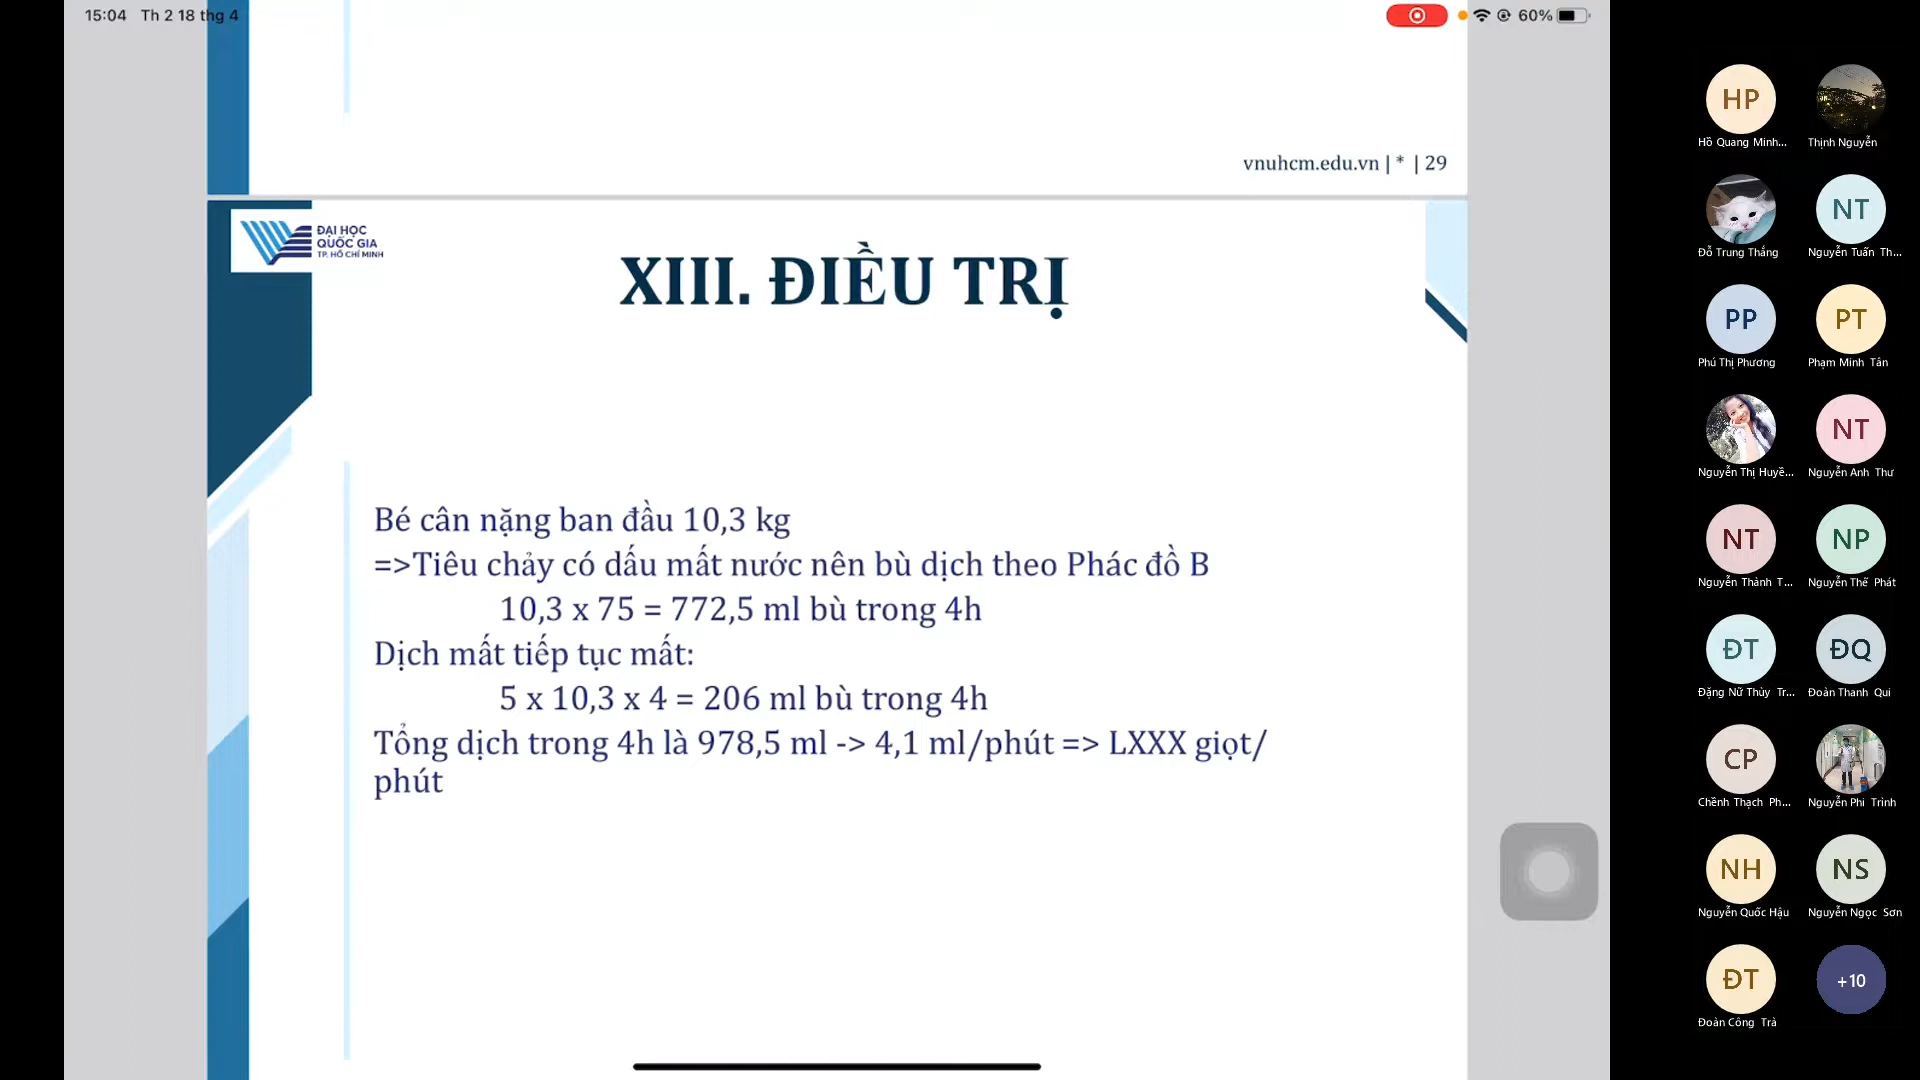 15:04 Th 2 18 thg 4
60%
vnuhcm.edu.vn | * | 29
ĐẠI HỌC
QUỐC GIA
TP. HỒ CHÍ MINH
XIII. ĐIỀU TRỊ
Bé cân nặng ban đầu 10,3 kg
=>Tiêu chảy có dấu mất nước nên bù dịch theo Phác đồ B
10,3 x 75 = 772,5 ml bù trong 4h
Dịch mất tiếp tục mất:
5 x 10,3 x 4 = 206 ml bù trong 4h
Tổng dịch trong 4h là 978,5 ml -> 4,1 ml/phút => LXXX giọt/
phút
HP
Hồ Quang Minh... Thịnh Nguyễn
NT
Đỗ Trung Thắng Nguyễn Tuấn Th...
PP PT
Phú Thị Phương Phạm Minh Tân
NT
Nguyễn Thị Huyề... Nguyễn Anh Thư
NT NP
Nguyễn Thành T... Nguyễn Thế Phát
ĐT ĐQ
Đặng Nữ Thùy Tr... Đoàn Thanh Qui
CP
Chềnh Thạch Ph... Nguyễn Phi Trình
NH NS
Nguyễn Quốc Hậu Nguyễn Ngọc Sơn
ĐT +10
Đoàn Công Trà